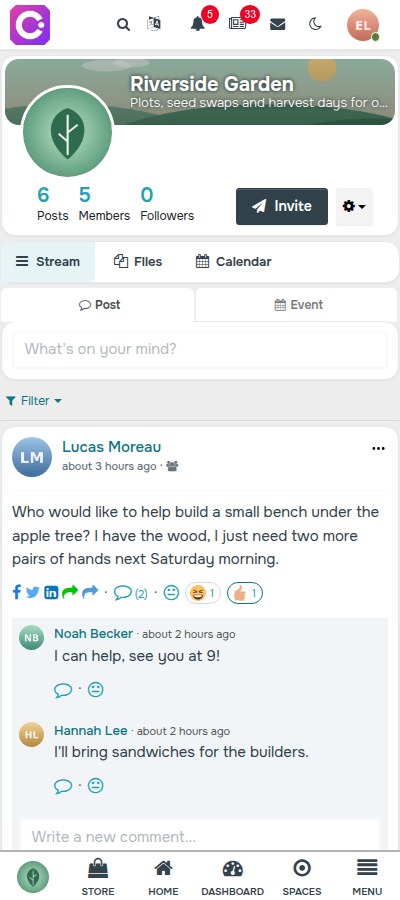 5
33
EL
Riverside Garden
Plots, seed swaps and harvest days for o...
6 5 0
Posts Members Followers
Invite
Stream Files Calendar
Post Event
What's on your mind?
Filter
LM
Lucas Moreau
about 3 hours ago ·
Who would like to help build a small bench under the
apple tree? I have the wood, I just need two more
pairs of hands next Saturday morning.
· (2) · 1 1
NB
Noah Becker · about 2 hours ago
I can help, see you at 9!
·
HL
Hannah Lee · about 2 hours ago
I'll bring sandwiches for the builders.
·
Write a new comment...
STORE HOME DASHBOARD SPACES MENU